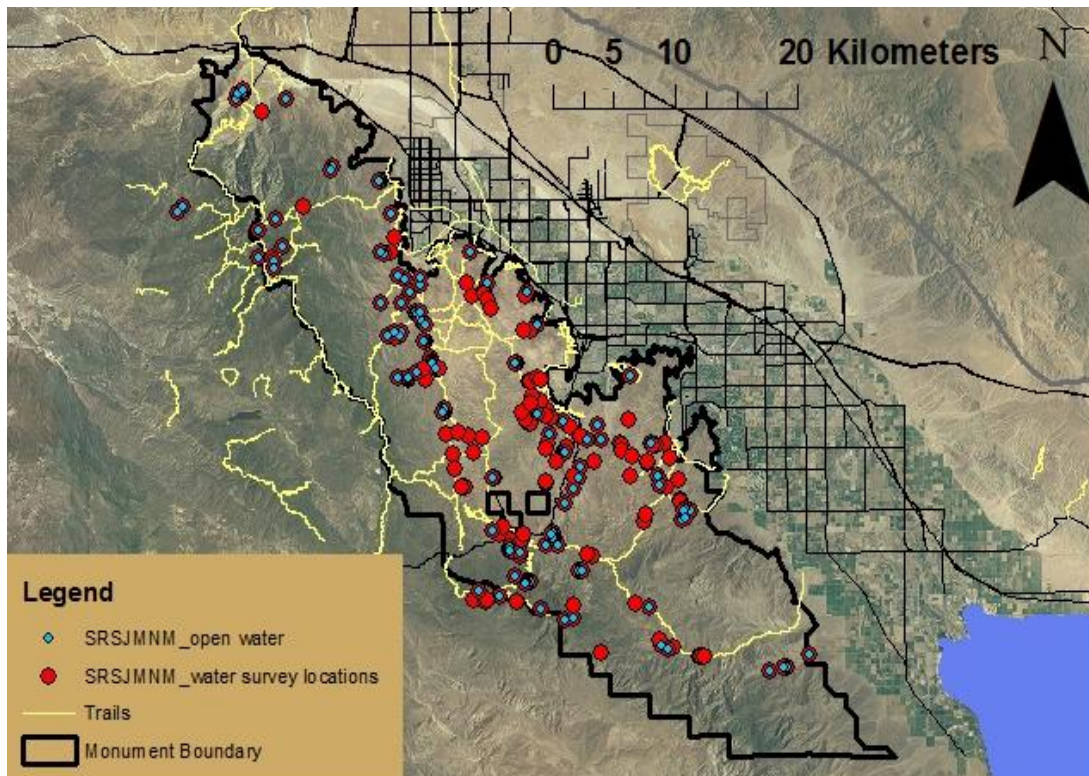 0 5 10 20 Kilometers
N
Legend
SRSJMNM_open water
SRSJMNM_water survey locations
Trails
Monument Boundary